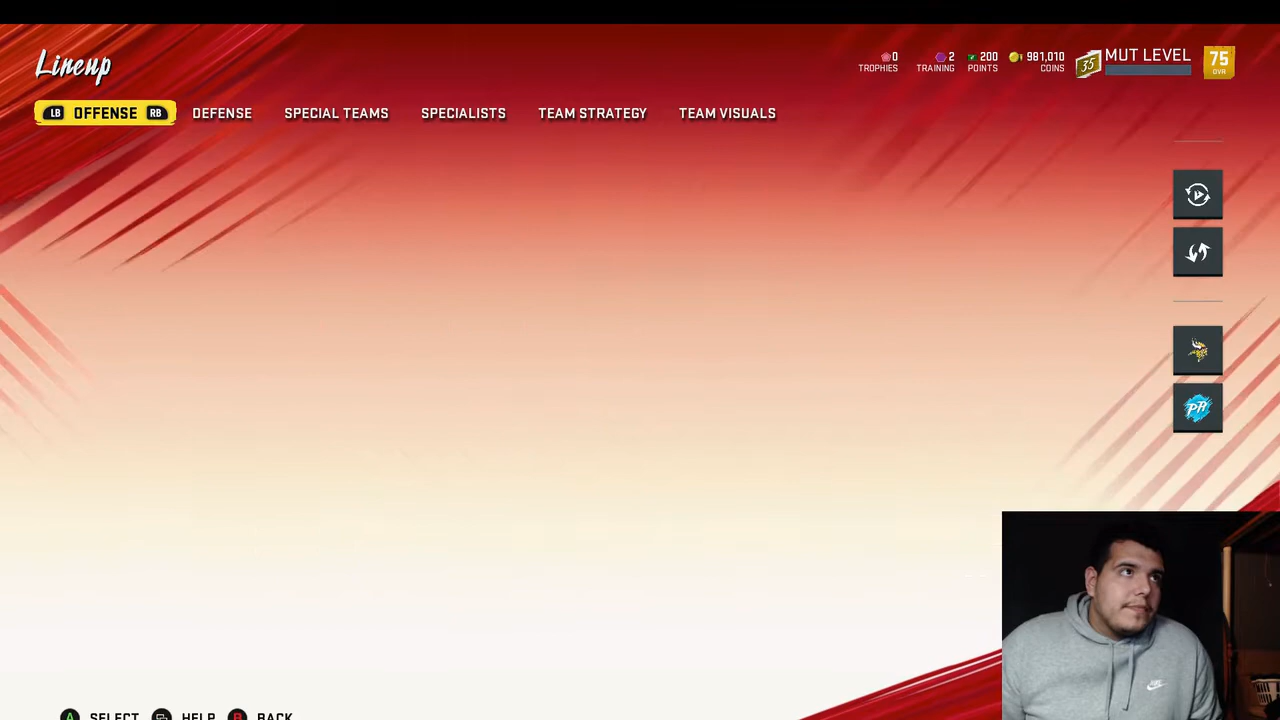 Lineup
0 TROPHIES
2 TRAINING
200 POINTS
981,010 COINS
35
MUT LEVEL
75 OVR
LB OFFENSE RB DEFENSE SPECIAL TEAMS SPECIALISTS TEAM STRATEGY TEAM VISUALS
PR
A SELECT HELP B BACK